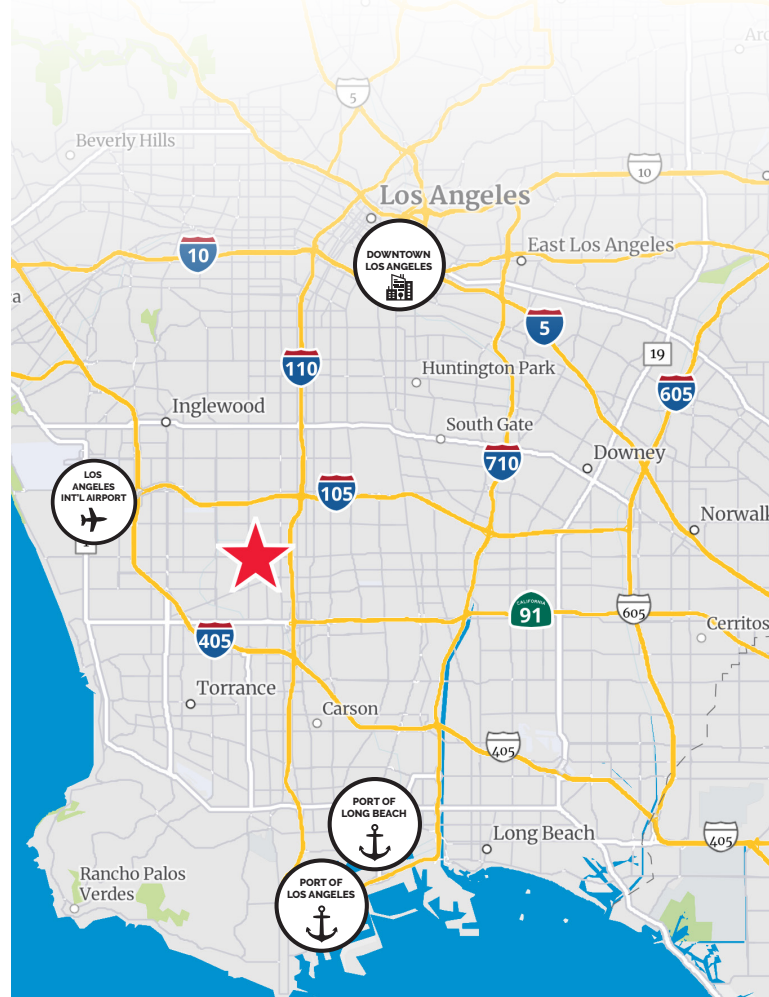 5
Beverly Hills
10
Los Angeles
DOWNTOWN
LOS ANGELES
East Los Angeles
10
5
19
110
Huntington Park
605
Inglewood
South Gate
710
Downey
LOS
ANGELES
INT'L AIRPORT
105
Norwalk
CALIFORNIA
91
605
Cerritos
405
Torrance
Carson
405
PORT OF
LONG BEACH
Long Beach
405
Rancho Palos
Verdes
PORT OF
LOS ANGELES